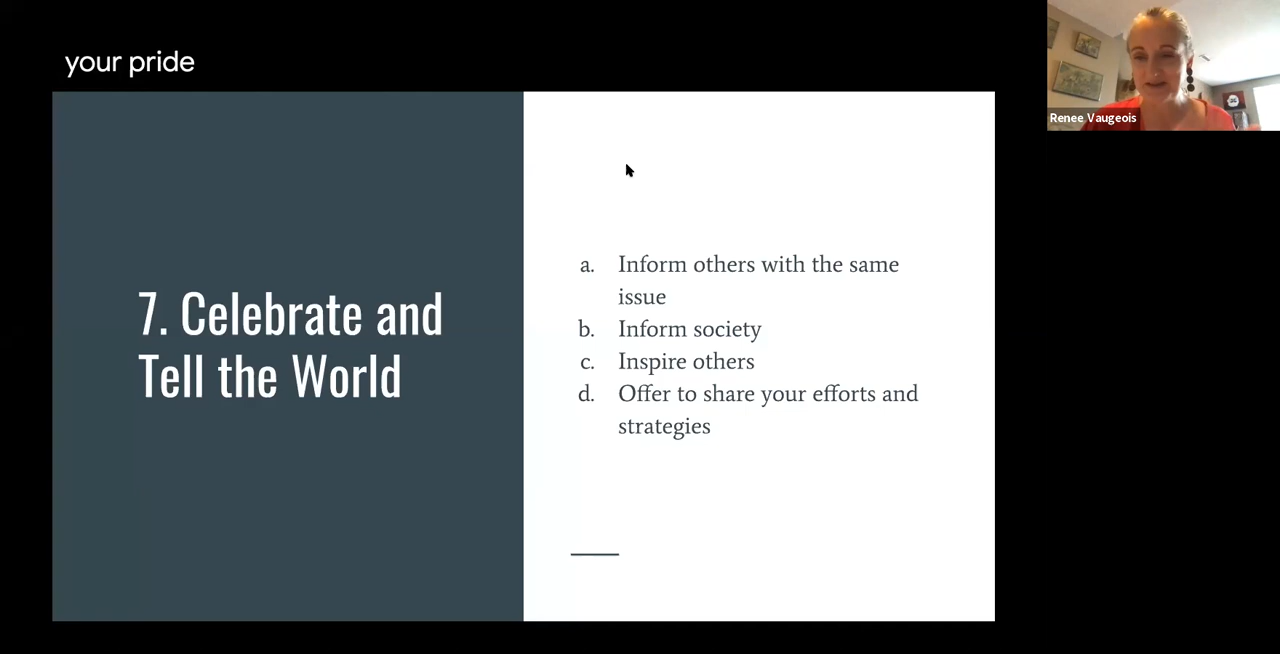 your pride
Renee Vaugeois
7. Celebrate and
Tell the World
a. Inform others with the same
issue
b. Inform society
c. Inspire others
d. Offer to share your efforts and
strategies